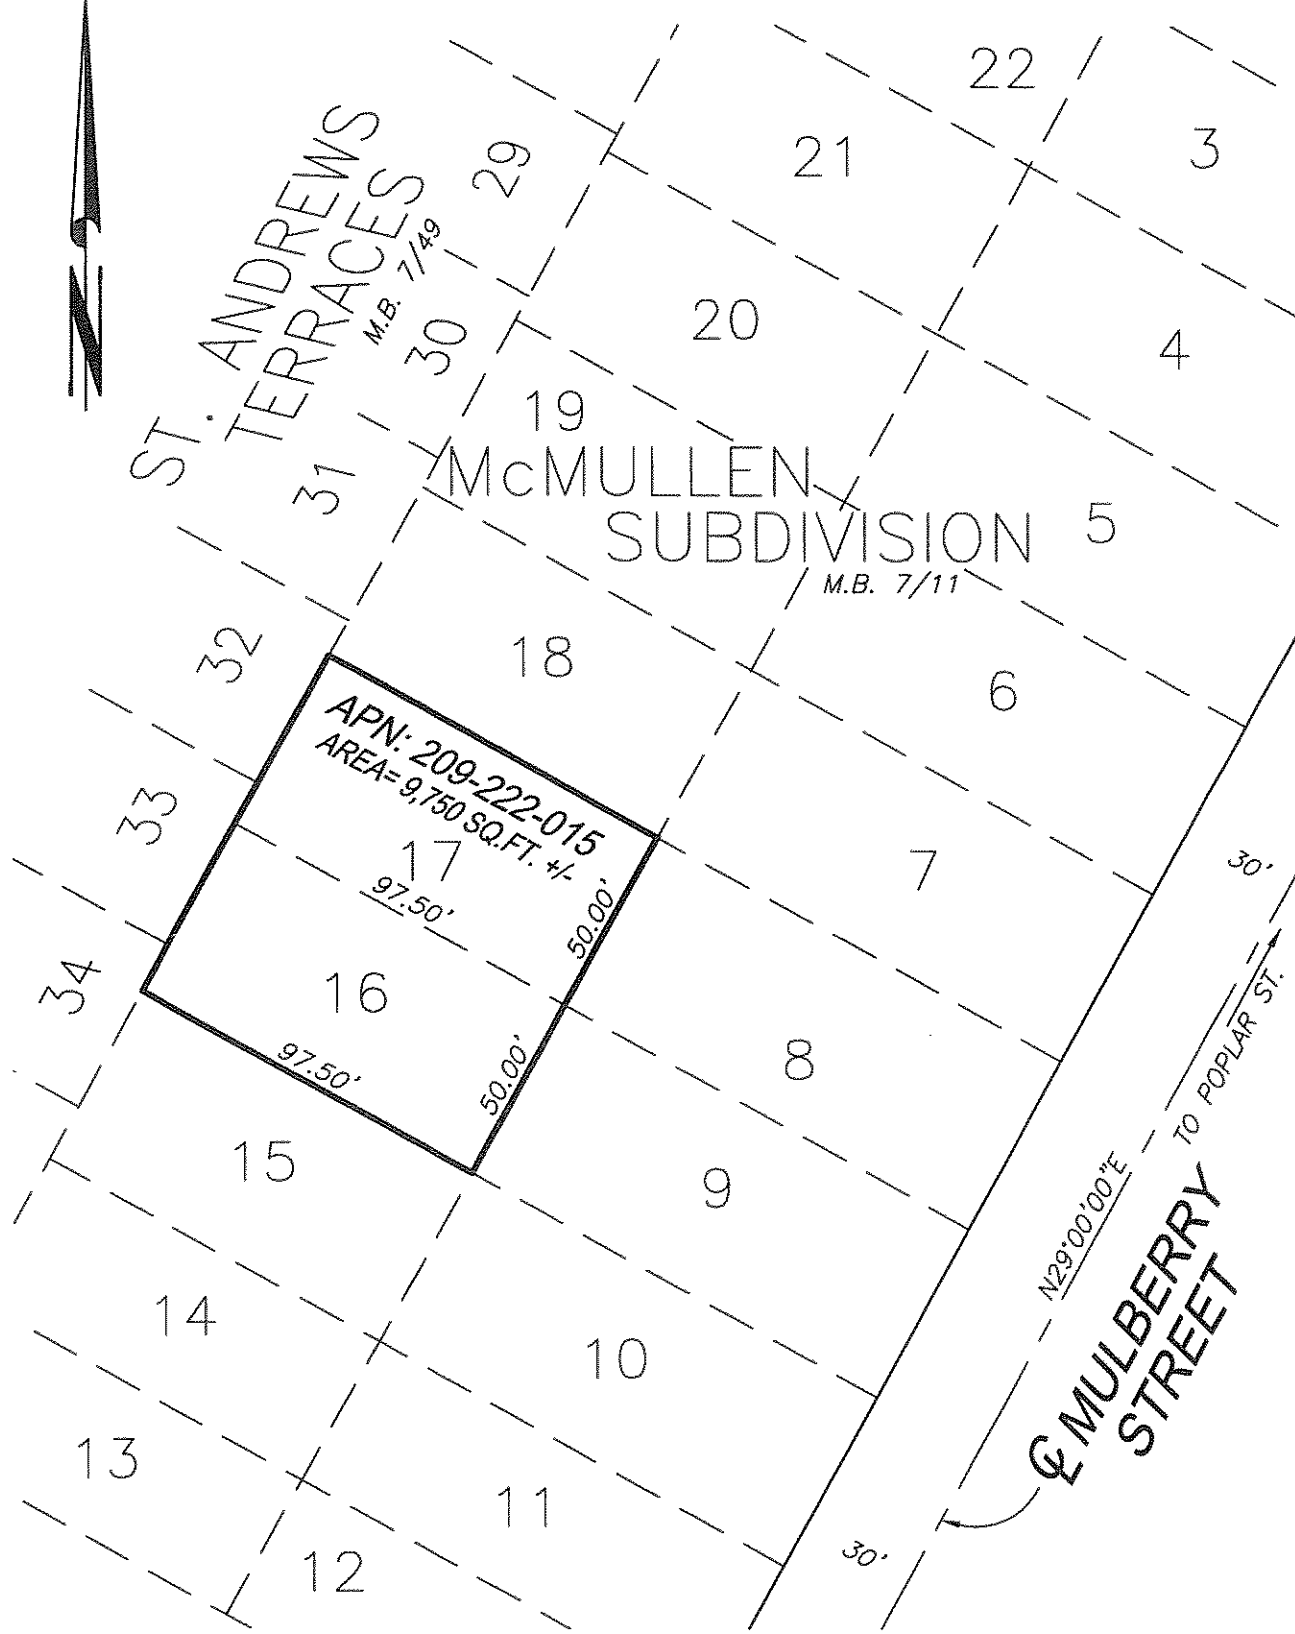 N
ST. ANDREWS
TERRACES
M.B. 7/49
29
30
31
32
33
34
22
21
20
19
McMULLEN
SUBDIVISION
M.B. 7/11
18
APN: 209-222-015
AREA= 9,750 SQ.FT. +/-
17
97.50'
50.00'
16
97.50'
50.00'
15
14
13
12
3
4
5
6
7
8
9
10
11
30'
N29°00'00"E
TO POPLAR ST.
℄ MULBERRY
STREET
30'